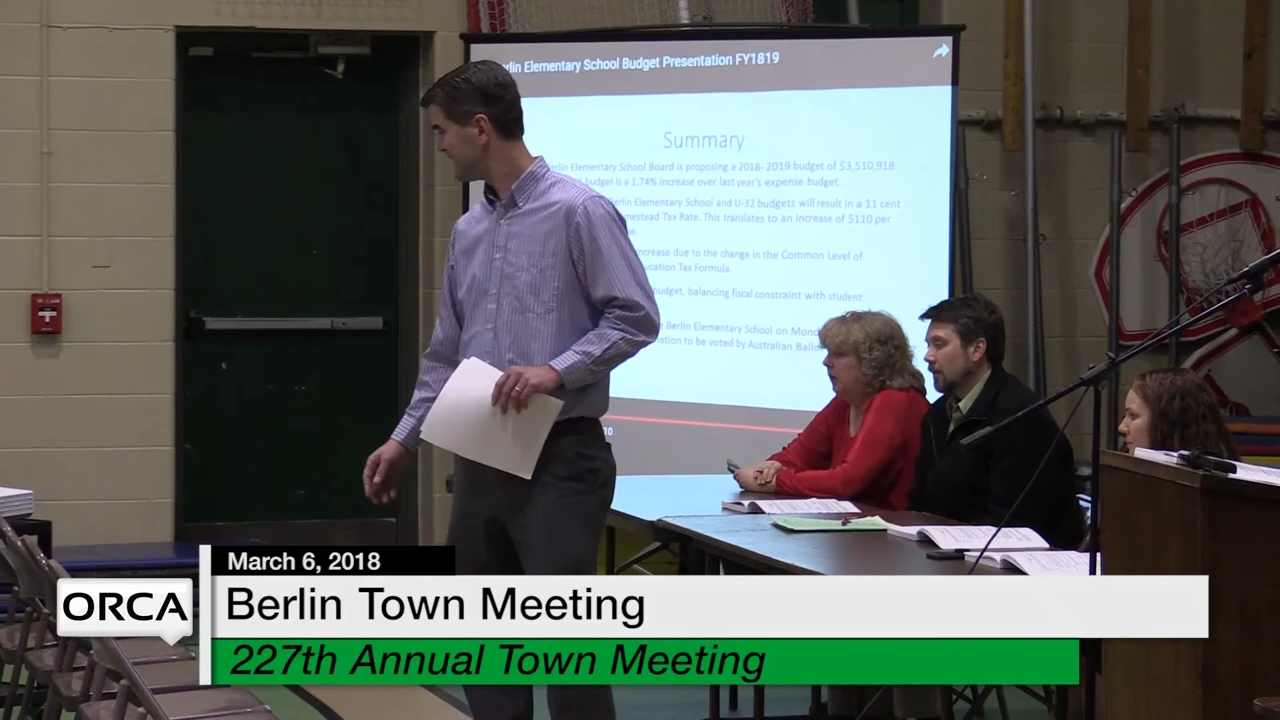 rlin Elementary School Budget Presentation FY1819
Summary
erlin Elementary School Board is proposing a 2018-2019 budget of $3,510,918
budget is a 1.74% increase over last year's expense budget.
erlin Elementary School and U-32 budgets will result in a 11 cent
mestead Tax Rate. This translates to an increase of $110 per
ue.
increase due to the change in the Common Level of
ucation Tax Formula.
budget, balancing fiscal constraint with student
e Berlin Elementary School on Mond
ation to be voted by Australian Ballo
10
March 6, 2018
ORCA
Berlin Town Meeting
227th Annual Town Meeting